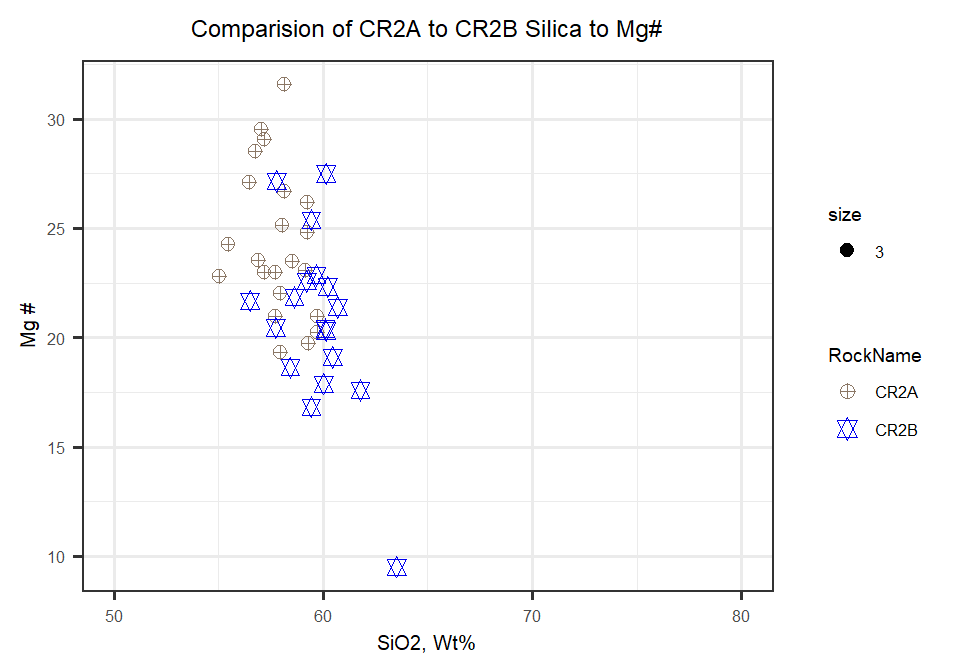 Comparision of CR2A to CR2B Silica to Mg#
30
25
20
15
10
Mg #
50 60 70 80
SiO2, Wt%
size
3
RockName
CR2A
CR2B